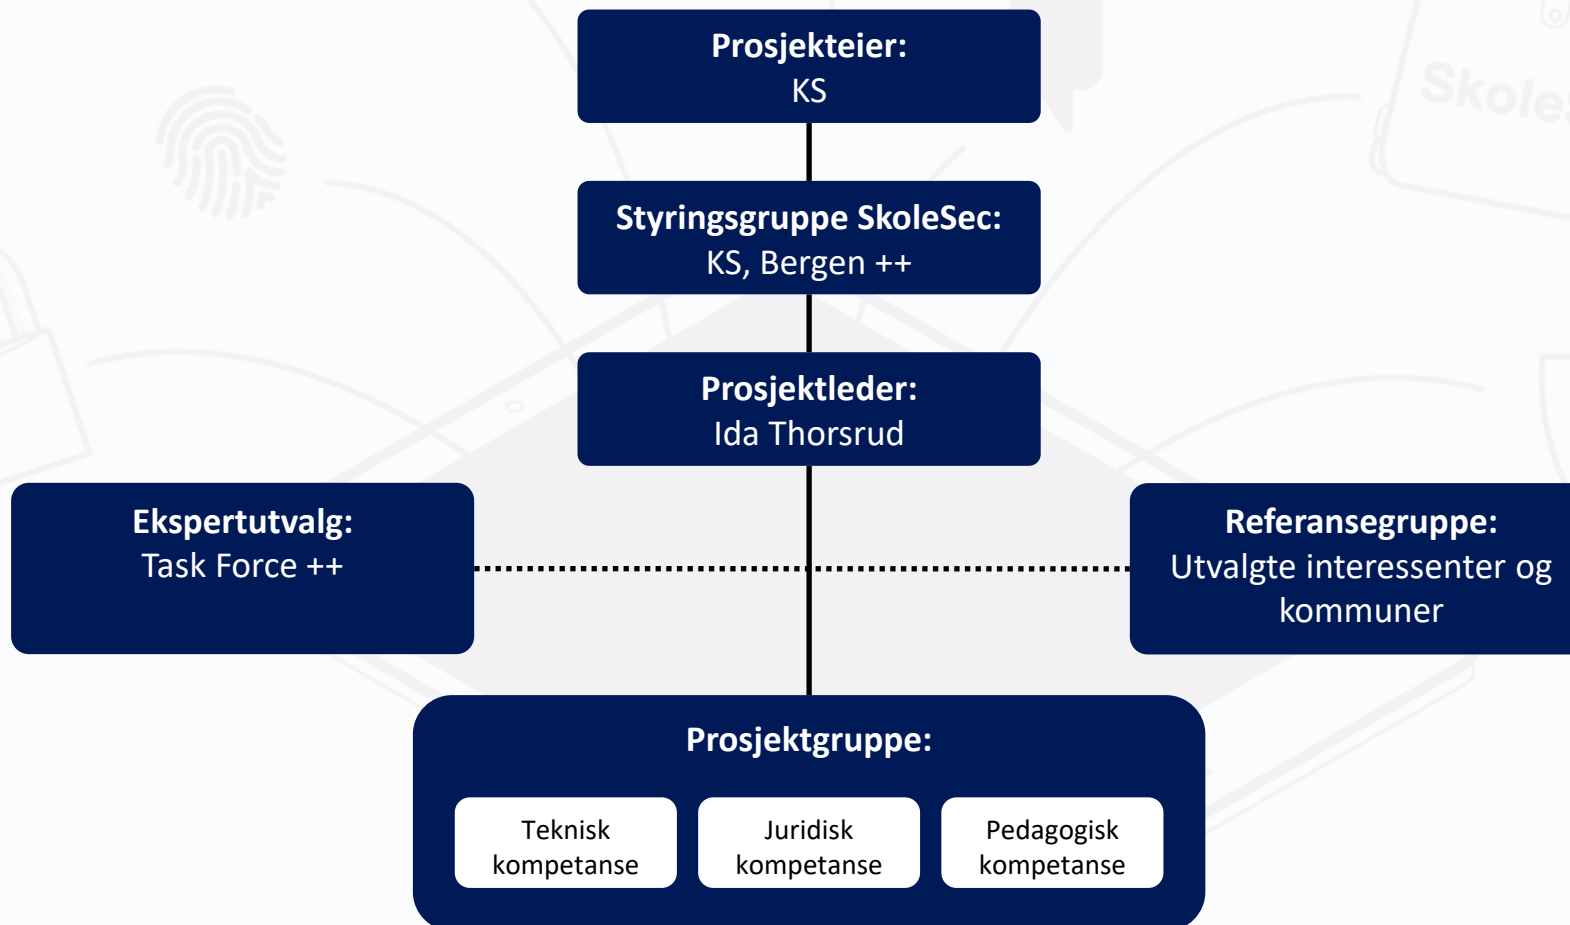 Prosjekteier:
KS
Styringsgruppe SkoleSec:
KS, Bergen ++
Prosjektleder:
Ida Thorsrud
Ekspertutvalg:
Task Force ++
Referansegruppe:
Utvalgte interessenter og
kommuner
Prosjektgruppe:
Teknisk
kompetanse
Juridisk
kompetanse
Pedagogisk
kompetanse